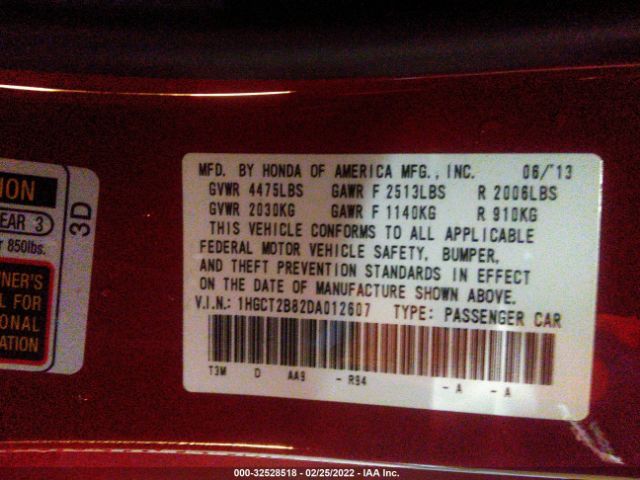 ION
EAR 3
850lbs.
3D
WNER'S
L FOR
ONAL
ATION
MFD. BY HONDA OF AMERICA MFG., INC. 06/'13
GVWR 4475LBS GAWR F 2513LBS R 2006LBS
GVWR 2030KG GAWR F 1140KG R 910KG
THIS VEHICLE CONFORMS TO ALL APPLICABLE
FEDERAL MOTOR VEHICLE SAFETY, BUMPER,
AND THEFT PREVENTION STANDARDS IN EFFECT
ON THE DATE OF MANUFACTURE SHOWN ABOVE.
V.I.N.: 1HGCT2B82DA012607 TYPE: PASSENGER CAR
T3M D AA9 - R94 - A - A
000-32528518 - 02/25/2022 - IAA Inc.